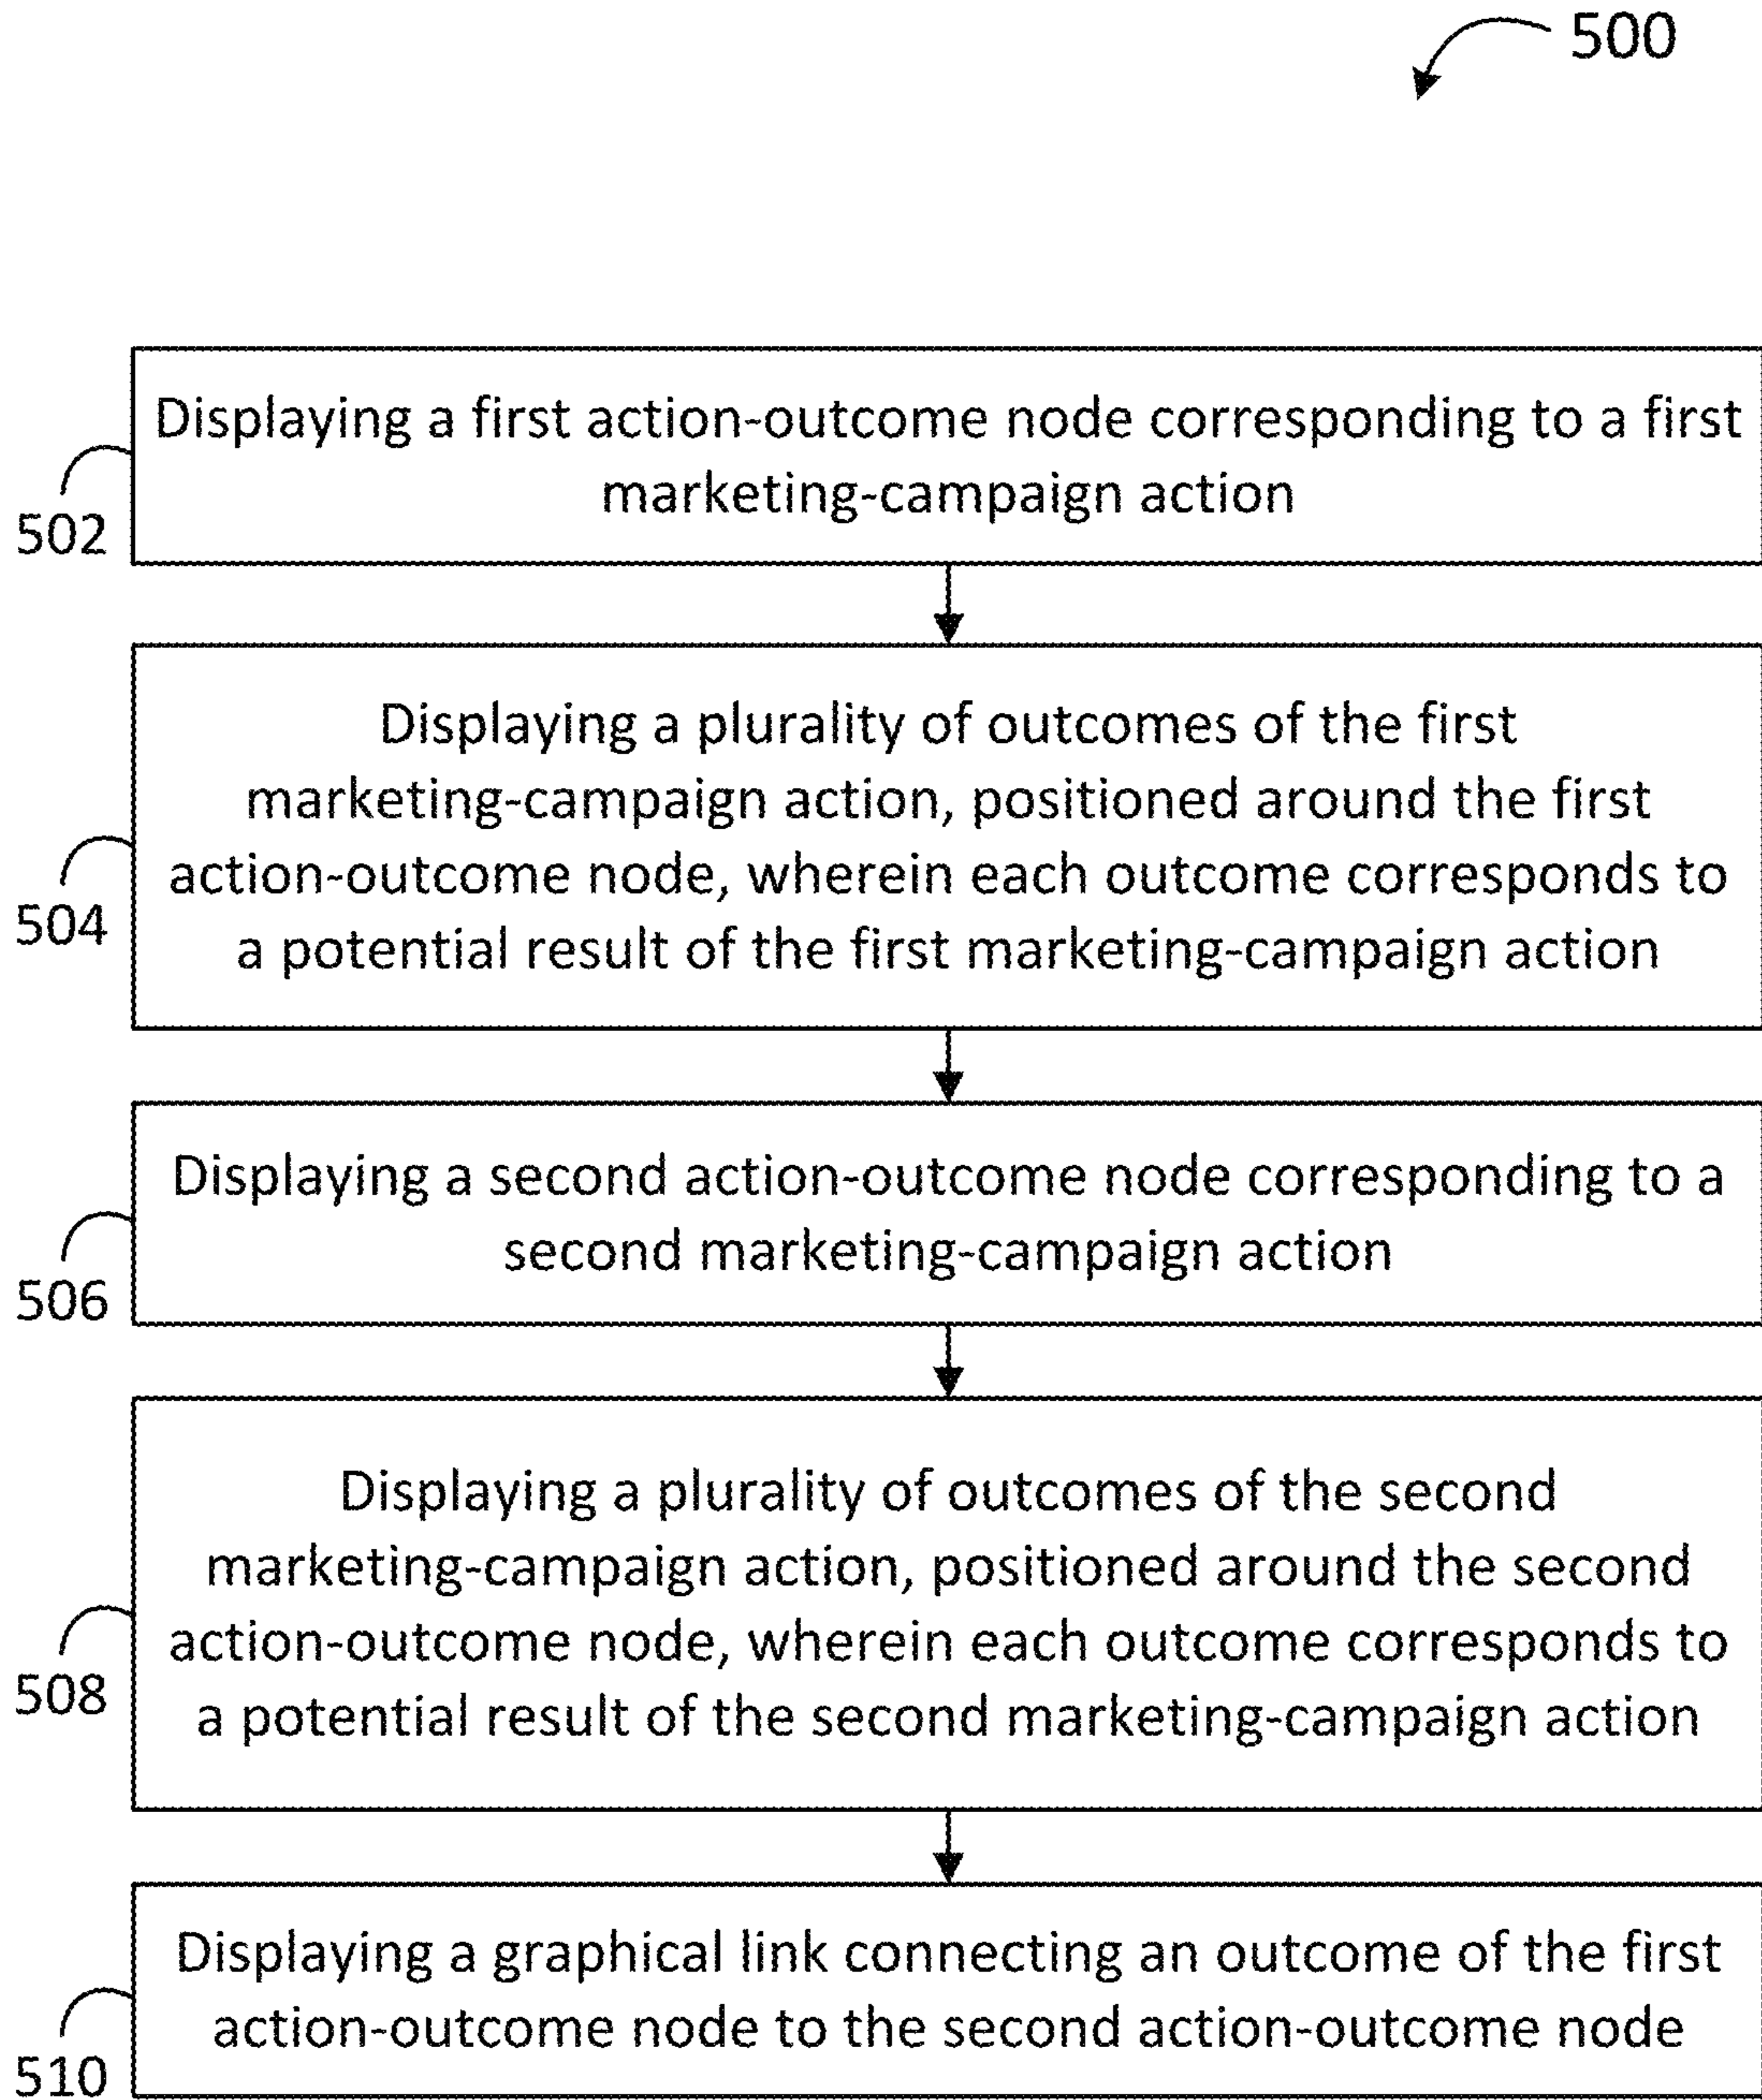 500
Displaying a first action-outcome node corresponding to a first
marketing-campaign action
502
Displaying a plurality of outcomes of the first
marketing-campaign action, positioned around the first
action-outcome node, wherein each outcome corresponds to
a potential result of the first marketing-campaign action
504
Displaying a second action-outcome node corresponding to a
second marketing-campaign action
506
Displaying a plurality of outcomes of the second
marketing-campaign action, positioned around the second
action-outcome node, wherein each outcome corresponds to
a potential result of the second marketing-campaign action
508
Displaying a graphical link connecting an outcome of the first
action-outcome node to the second action-outcome node
510